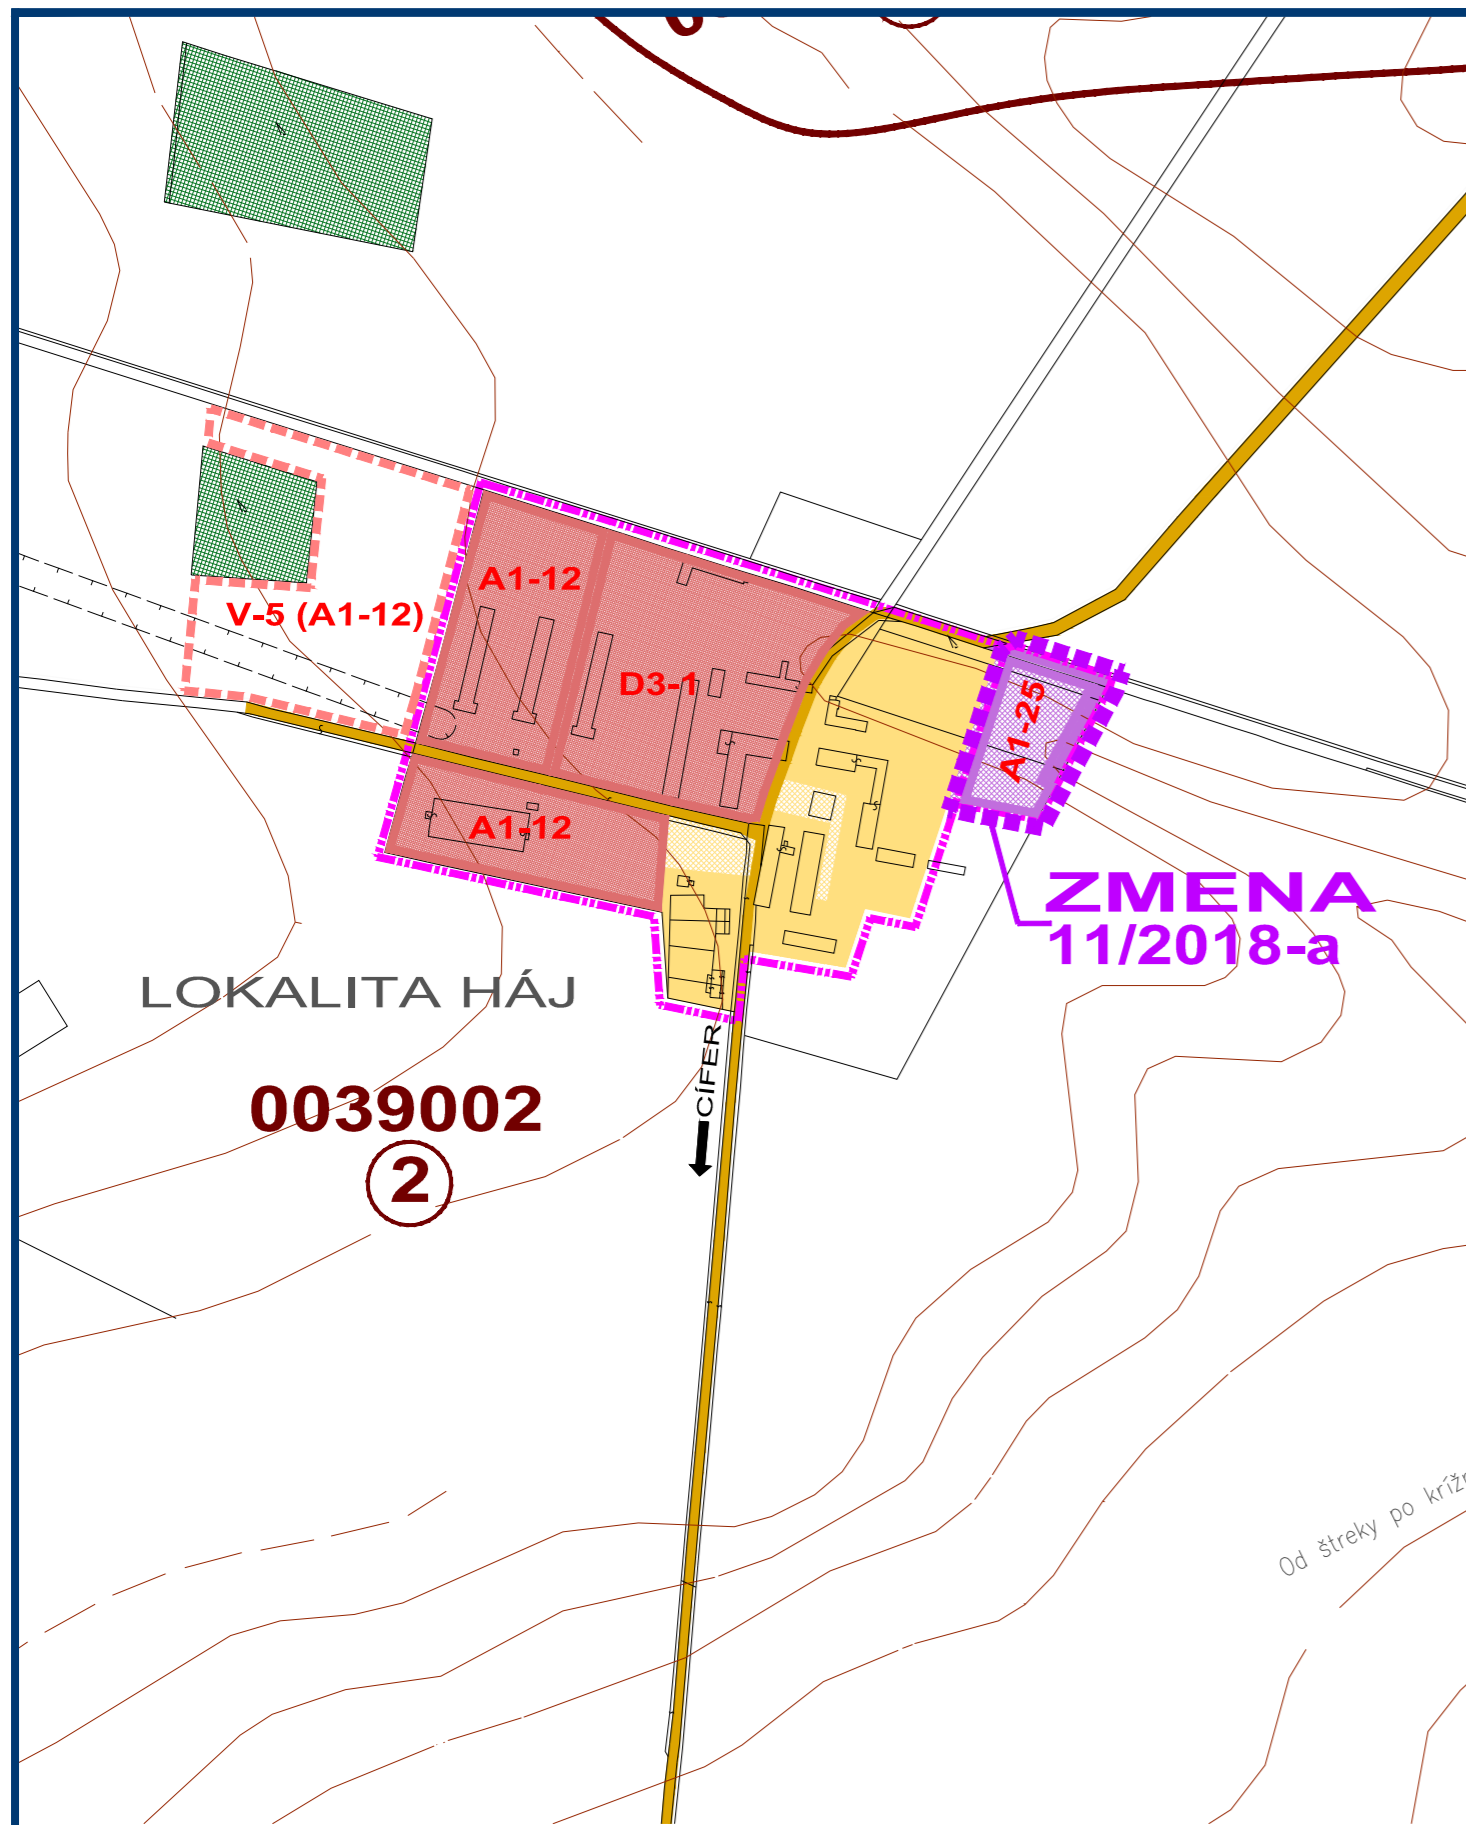 A1-12
V-5 (A1-12)
D3-1
A1-25
A1-12
ZMENA
11/2018-a
LOKALITA HÁJ
CÍFER
0039002
2
Od štreky po